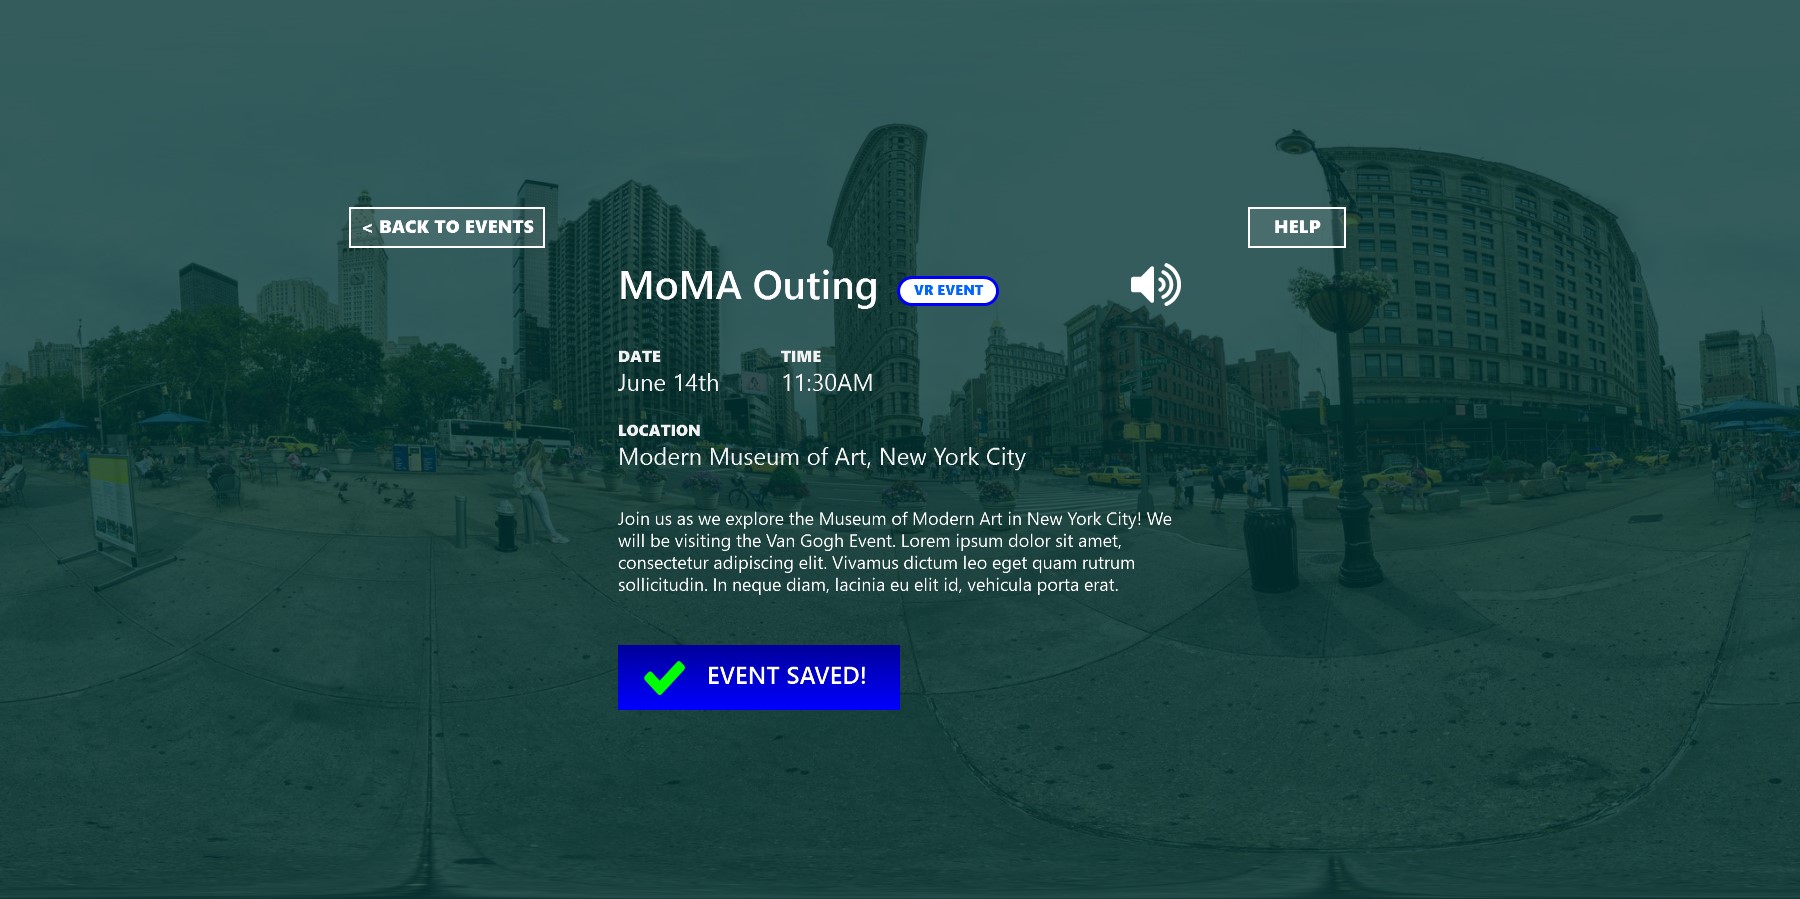 < BACK TO EVENTS
HELP
MoMA Outing
VR EVENT
DATE
TIME
June 14th
11:30AM
LOCATION
Modern Museum of Art, New York City
Join us as we explore the Museum of Modern Art in New York City! We
will be visiting the Van Gogh Event. Lorem ipsum dolor sit amet,
consectetur adipiscing elit. Vivamus dictum leo eget quam rutrum
sollicitudin. In neque diam, lacinia eu elit id, vehicula porta erat.
EVENT SAVED!